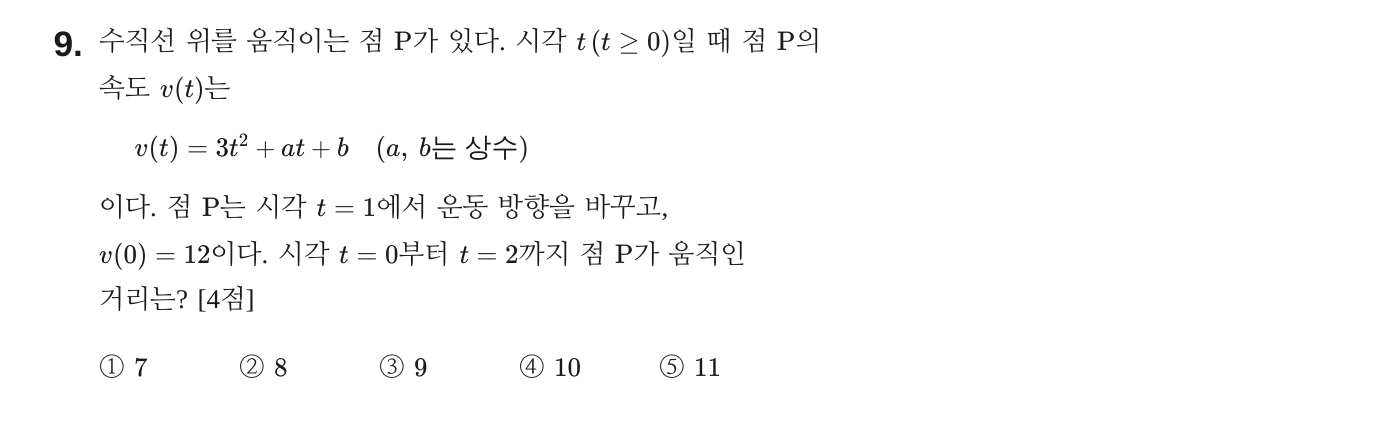 9. 수직선 위를 움직이는 점 P가 있다. 시각 t(t ≥ 0)일 때 점 P의
속도 v(t)는
v(t) = 3t² + at + b (a, b는 상수)
이다. 점 P는 시각 t = 1에서 운동 방향을 바꾸고,
v(0) = 12이다. 시각 t = 0부터 t = 2까지 점 P가 움직인
거리는? [4점]
① 7 ② 8 ③ 9 ④ 10 ⑤ 11